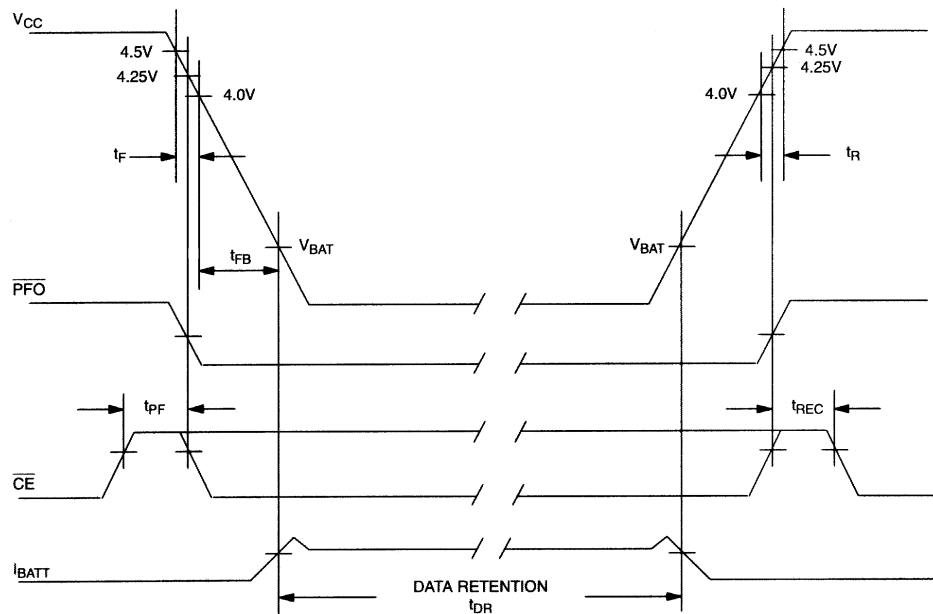 VCC
4.5V
4.25V
4.0V
tF
tFB
VBAT
4.5V
4.25V
4.0V
tR
VBAT
PFO
tPF
tREC
CE
iBATT
DATA RETENTION
tDR